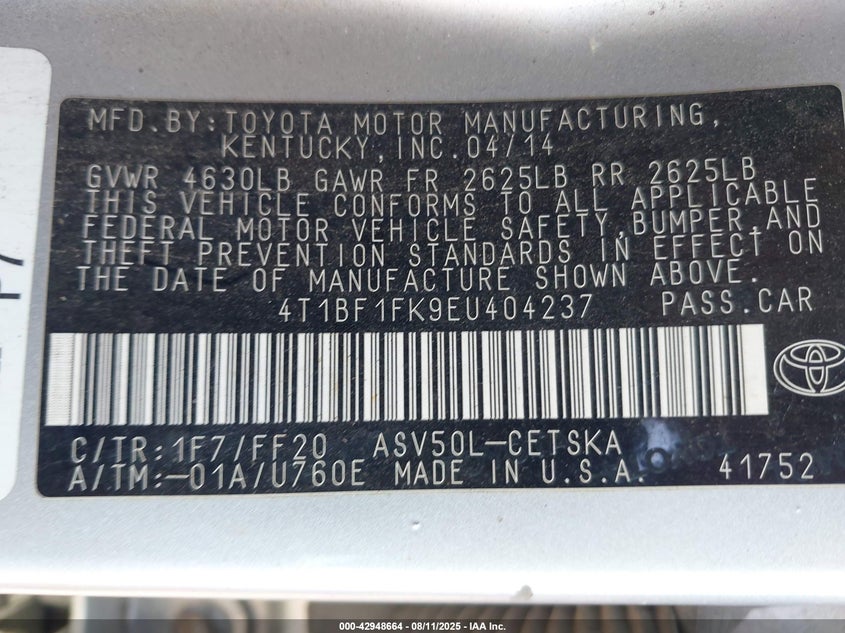 MFD.BY:TOYOTA MOTOR MANUFACTURING,
KENTUCKY,INC.04/14
GVWR 4630LB GAWR FR 2625LB RR 2625LB
THIS VEHICLE CONFORMS TO ALL APPLICABLE
FEDERAL MOTOR VEHICLE SAFETY,BUMPER,AND
THEFT PREVENTION STANDARDS IN EFFECT ON
THE DATE OF MANUFACTURE SHOWN ABOVE.
4T1BF1FK9EU404237 PASS.CAR
C/TR:1F7/FF20 ASV50L-CETSKA
A/TM:-01A/U760E MADE IN U.S.A. 41752
000-42948664 - 08/11/2025 - IAA Inc.